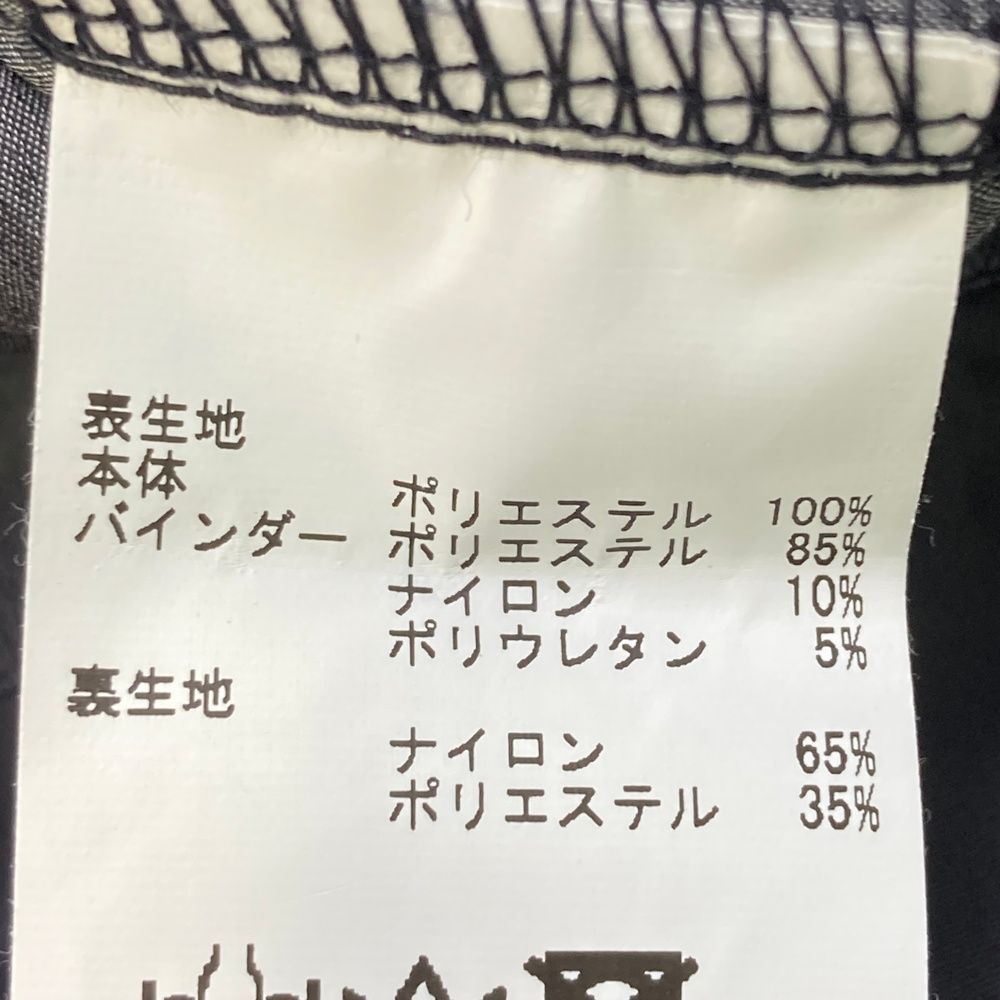 表生地
本体 ポリエステル 100%
バインダー ポリエステル 85%
ナイロン 10%
ポリウレタン 5%
裏生地
ナイロン 65%
ポリエステル 35%